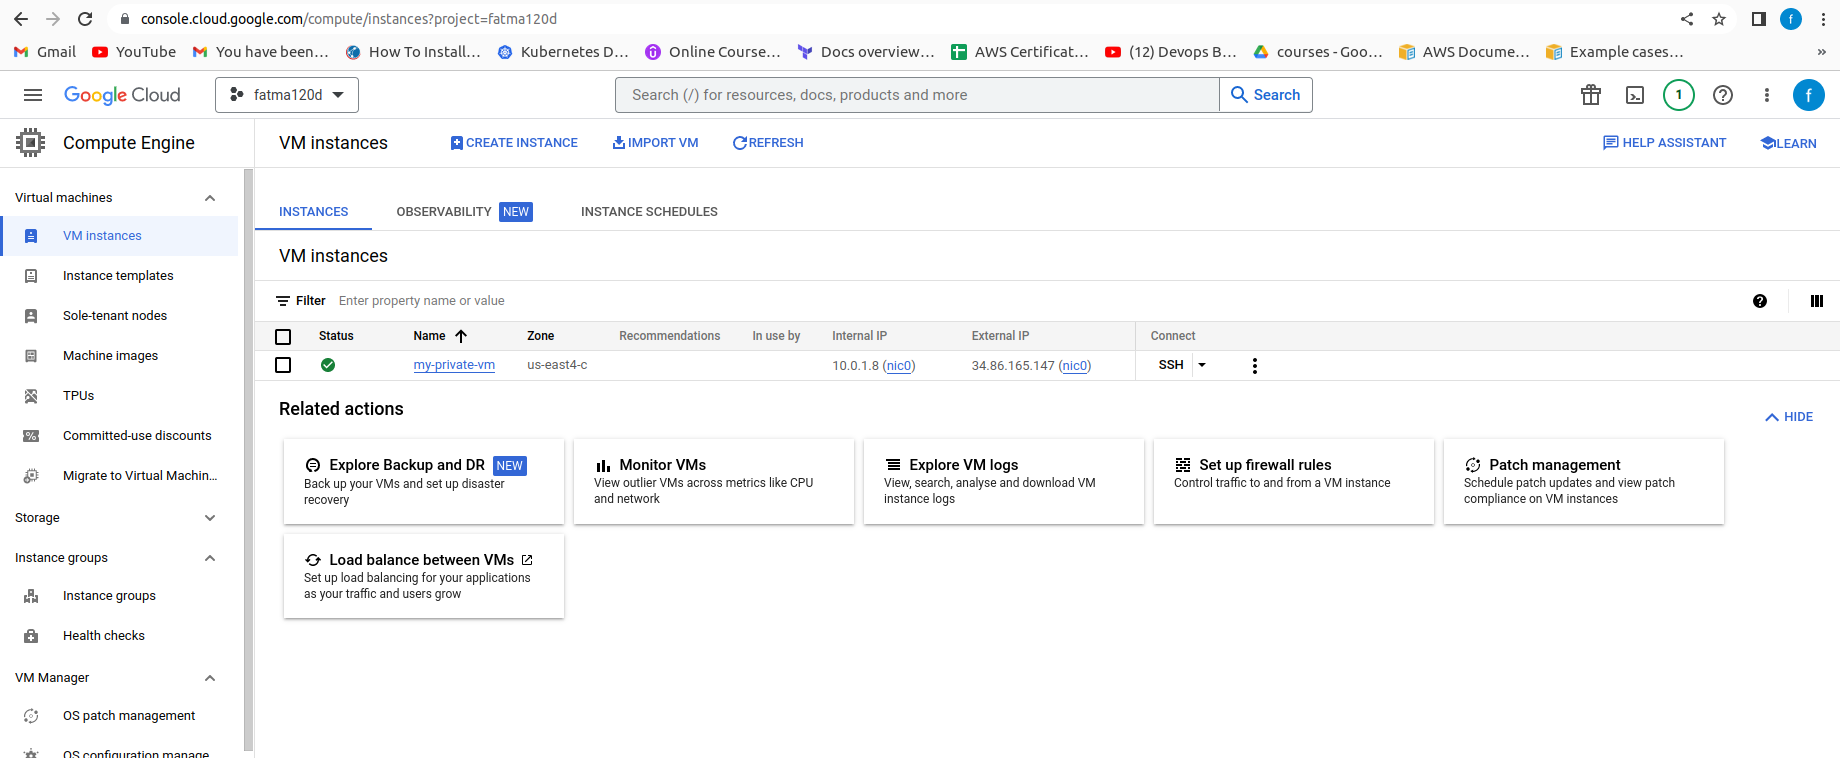 console.cloud.google.com/compute/instances?project=fatma120d
f
Gmail YouTube You have been… How To Install… Kubernetes D… Online Course… Docs overview… AWS Certificat… (12) Devops B… courses - Goo… AWS Docume… Example cases… »
Google Cloud fatma120d Search (/) for resources, docs, products and more Search 1 f
Compute Engine VM instances CREATE INSTANCE IMPORT VM REFRESH HELP ASSISTANT LEARN
Virtual machines
VM instances
Instance templates
Sole-tenant nodes
Machine images
TPUs
Committed-use discounts
Migrate to Virtual Machin…
Storage
Instance groups
Instance groups
Health checks
VM Manager
OS patch management
OS configuration manage
INSTANCES OBSERVABILITY NEW INSTANCE SCHEDULES
VM instances
Filter Enter property name or value
Status Name Zone Recommendations In use by Internal IP External IP Connect
my-private-vm us-east4-c 10.0.1.8 (nic0) 34.86.165.147 (nic0) SSH
Related actions
HIDE
Explore Backup and DR NEW
Back up your VMs and set up disaster
recovery
Monitor VMs
View outlier VMs across metrics like CPU
and network
Explore VM logs
View, search, analyse and download VM
instance logs
Set up firewall rules
Control traffic to and from a VM instance
Patch management
Schedule patch updates and view patch
compliance on VM instances
Load balance between VMs
Set up load balancing for your applications
as your traffic and users grow